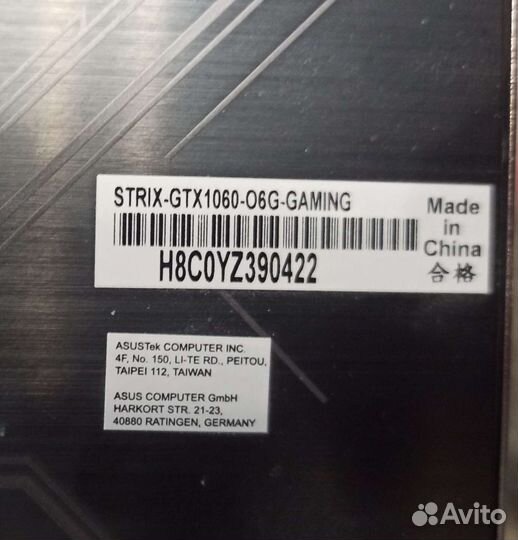 STRIX-GTX1060-O6G-GAMING
H8C0YZ390422
Made
in
China
合格
ASUSTek COMPUTER INC.
4F, No. 150, LI-TE RD., PEITOU,
TAIPEI 112, TAIWAN
ASUS COMPUTER GmbH
HARKORT STR. 21-23,
40880 RATINGEN, GERMANY
Avito